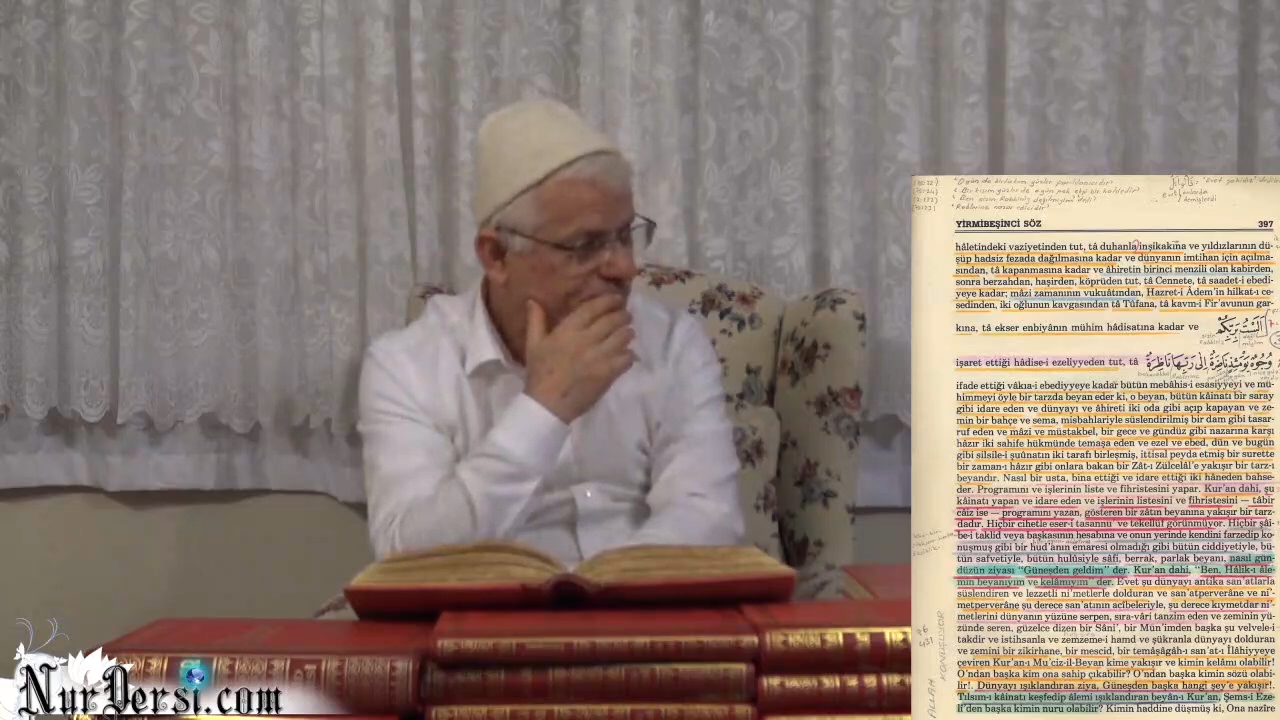 YİRMİBEŞİNCİ SÖZ 397
hâletindeki vaziyetinden tut, tâ duhanla inşikakına ve yıldızlarının dü-
şüp hadsiz fezada dağılmasına kadar ve dünyanın imtihan için açılma-
sından, tâ kapanmasına kadar ve âhiretin birinci menzili olan kabirden,
sonra berzahdan, haşirden, köprüden tut, tâ Cennete, tâ saadet-i ebedi-
yeye kadar; mâzi zamanının vukuâtından, Hazret-i Âdem'in hilkat-ı ce-
sedinden, iki oğlunun kavgasından tâ Tûfana, tâ kavm-i Fir'avunun gar-
kına, tâ ekser enbiyânın mühim hâdisatına kadar ve اَلَسْتُ بِرَبِّكُمْ
işaret ettiği hâdise-i ezeliyyeden tut, tâ وُجُوهٌ يَوْمَئِذٍ نَاضِرَةٌ اِلَى رَبِّهَا نَاظِرَةٌ
ifade ettiği vâkıa-i ebediyyeye kadar bütün mebâhis-i esasiyyeyi ve mü-
himmeyi öyle bir tarzda beyan eder ki, o beyan, bütün kâinatı bir saray
gibi idare eden ve dünyayı ve âhireti iki oda gibi açıp kapayan ve ze-
min bir bahçe ve sema, misbahlariyle süslendirilmiş bir dam gibi tasar-
ruf eden ve mâzi ve müstakbel, bir gece ve gündüz gibi nazarına karşı
hâzır iki sahife hükmünde temaşa eden ve ezel ve ebed, dün ve bugün
gibi silsile-i şuûnatın iki tarafı birleşmiş, ittisal peyda etmiş bir surette
bir zaman-ı hâzır gibi onlara bakan bir Zât-ı Zülcelâl'e yakışır bir tarz-ı
beyandır. Nasıl bir usta, bina ettiği ve idare ettiği iki hâneden bahse-
der. Programını ve işlerinin liste ve fihristesini yapar. Kur'an dahi, şu
kâinatı yapan ve idare eden ve işlerinin listesini ve fihristesini — tâbir
câiz ise — programını yazan, gösteren bir zâtın beyanına yakışır bir tarz-
dadır. Hiçbir cihetle eser-i tasannu' ve tekellüf görünmüyor. Hiçbir şâi-
be-i taklid veya başkasının hesabına ve onun yerinde kendini farzedip ko-
nuşmuş gibi bir hud'anın emaresi olmadığı gibi bütün ciddiyetiyle, bü-
tün safvetiyle, bütün hulûsiyle sâfi, berrak, parlak beyanı, nasıl gün-
düzün ziyası "Güneşden geldim" der. Kur'an dahi, "Ben, Hâlık-ı âle-
min beyanıyım ve kelâmıyım" der. Evet şu dünyayı antika san'atlarla
süslendiren ve lezzetli ni'metlerle dolduran ve san'atperverâne ve ni'-
metperverâne şu derece san'atının acîbeleriyle, şu derece kıymetdar ni'-
metlerini dünyanın yüzüne serpen, sıra-vâri tanzim eden ve zeminin yü-
zünde seren, güzelce dizen bir Sâni', bir Mün'imden başka şu velvele-i
takdir ve istihsanla ve zemzeme-i hamd ve şükranla dünyayı dolduran
ve zemini bir zikirhane, bir mescid, bir temâşâgâh-ı san'at-ı İlâhiyyeye
çeviren Kur'an-ı Mu'ciz-il-Beyan kime yakışır ve kimin kelâmı olabilir?
O'ndan başka kim ona sahip çıkabilir? O'ndan başka kimin sözü olabi-
lir!. Dünyayı ışıklandıran ziya, Güneşden başka hangi şey'e yakışır!.
Tılsım-ı kâinatı keşfedip âlemi ışıklandıran beyân-ı Kur'an, Şems-i Eze-
lî'den başka kimin nuru olabilir? Kimin haddine düşmüş ki, Ona nazire
ALLAH
KONUŞUYOR
NurDersi.com